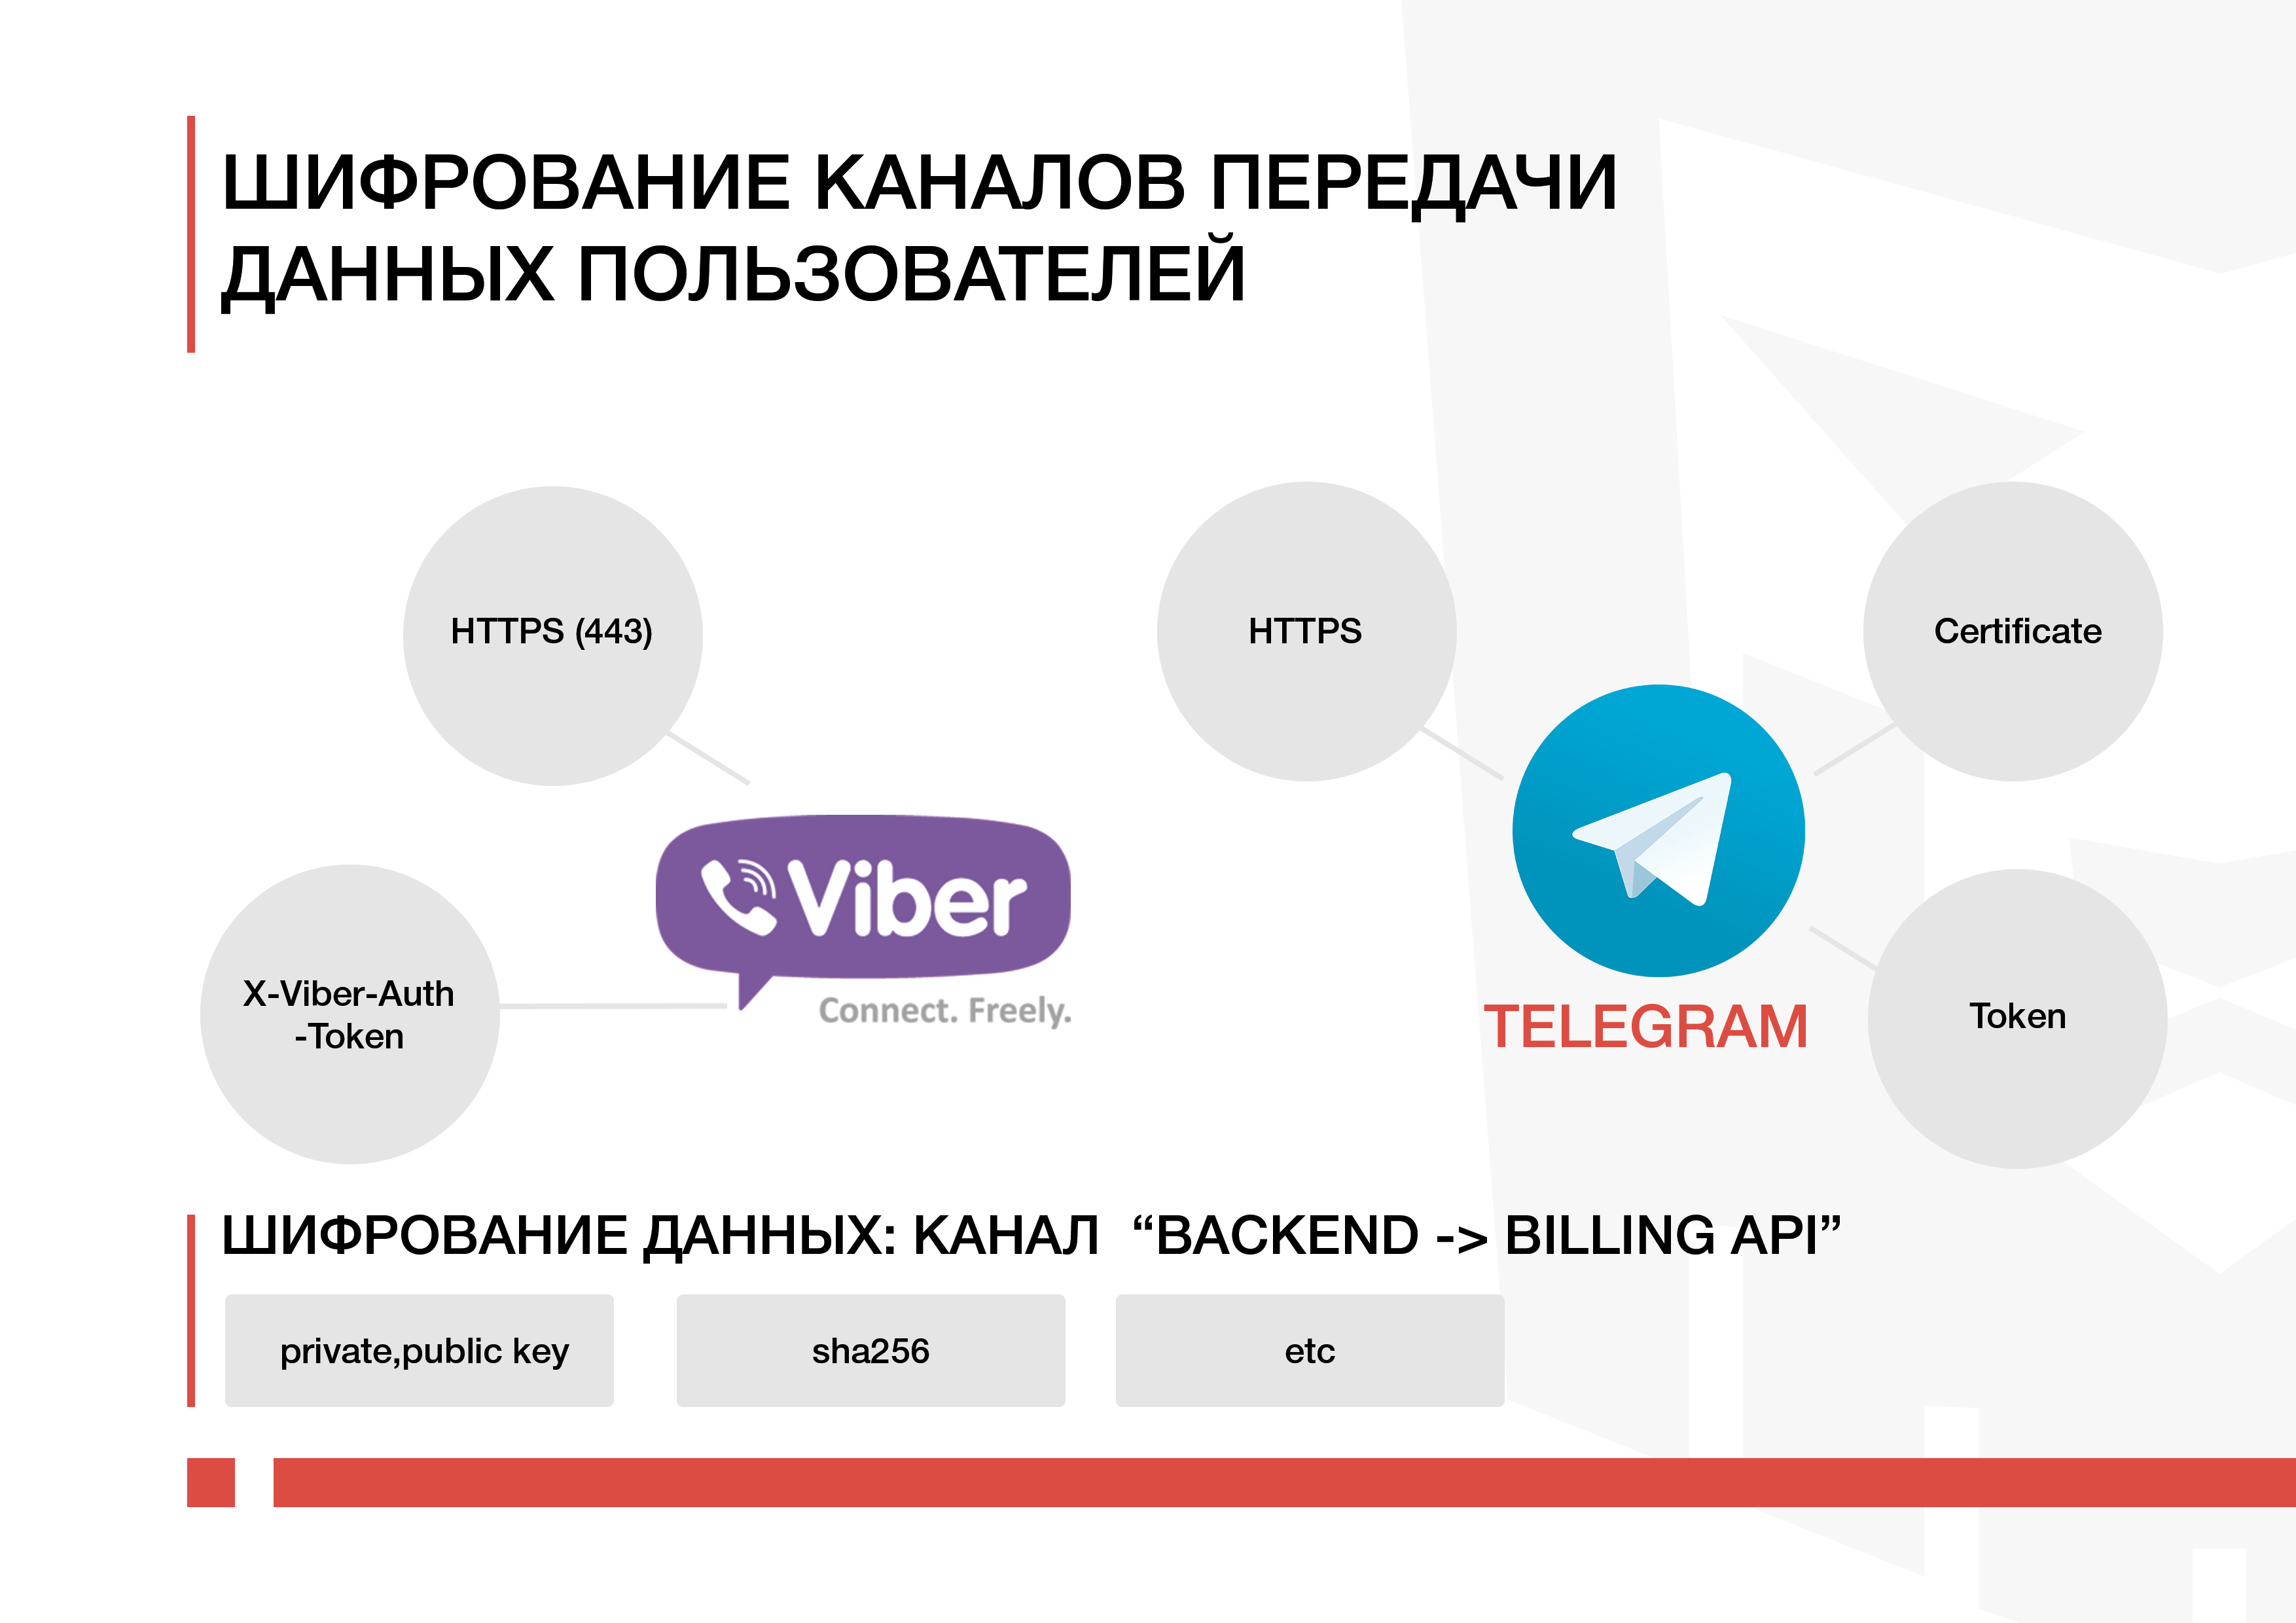 ШИФРОВАНИЕ КАНАЛОВ ПЕРЕДАЧИ
ДАННЫХ ПОЛЬЗОВАТЕЛЕЙ
HTTPS (443)
HTTPS
Certificate
Viber
Connect. Freely.
X-Viber-Auth
-Token
TELEGRAM
Token
ШИФРОВАНИЕ ДАННЫХ: КАНАЛ “BACKEND -> BILLING API”
private,public key
sha256
etc